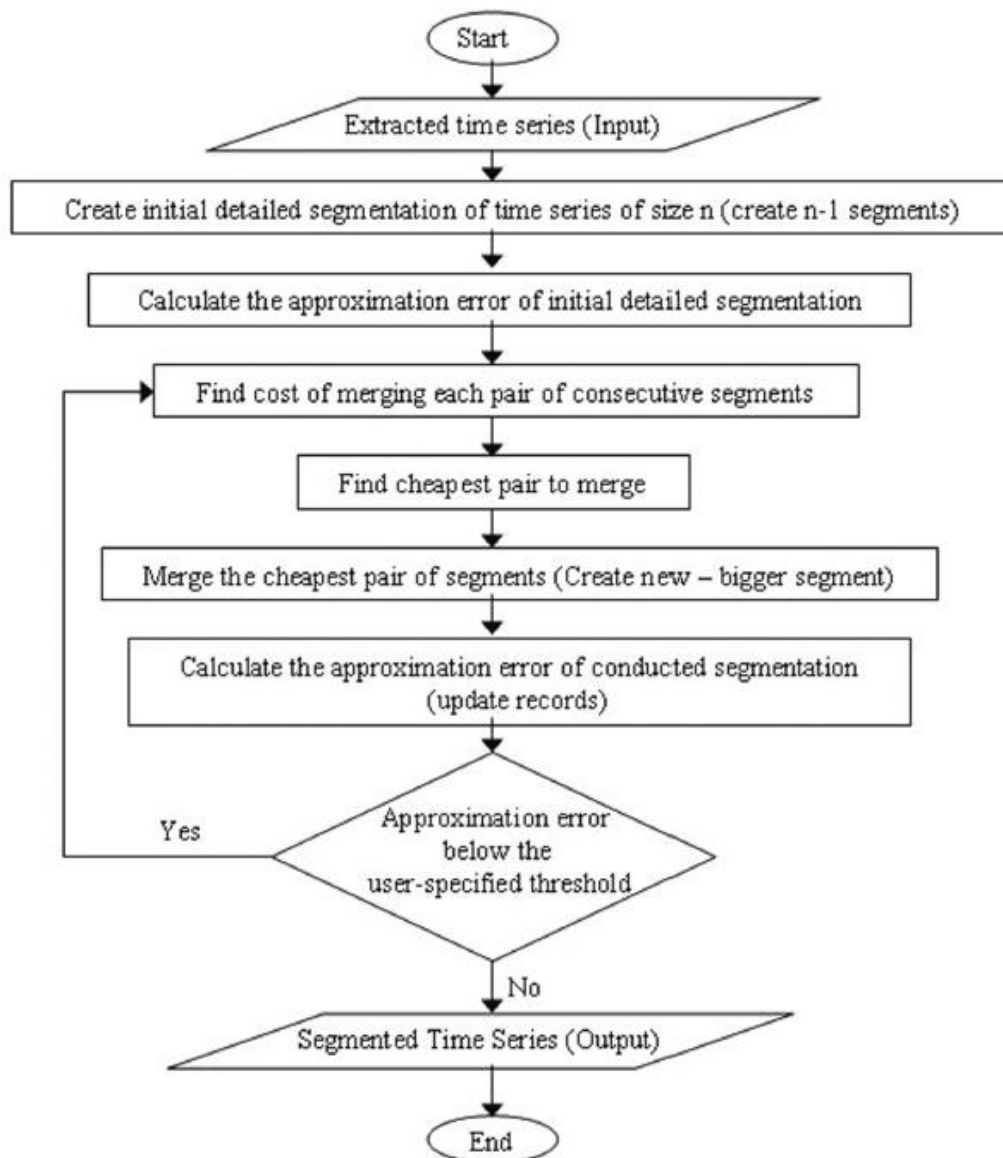 Start
Extracted time series (Input)
Create initial detailed segmentation of time series of size n (create n-1 segments)
Calculate the approximation error of initial detailed segmentation
Find cost of merging each pair of consecutive segments
Find cheapest pair to merge
Merge the cheapest pair of segments (Create new – bigger segment)
Calculate the approximation error of conducted segmentation
(update records)
Yes
Approximation error
below the
user-specified threshold
No
Segmented Time Series (Output)
End